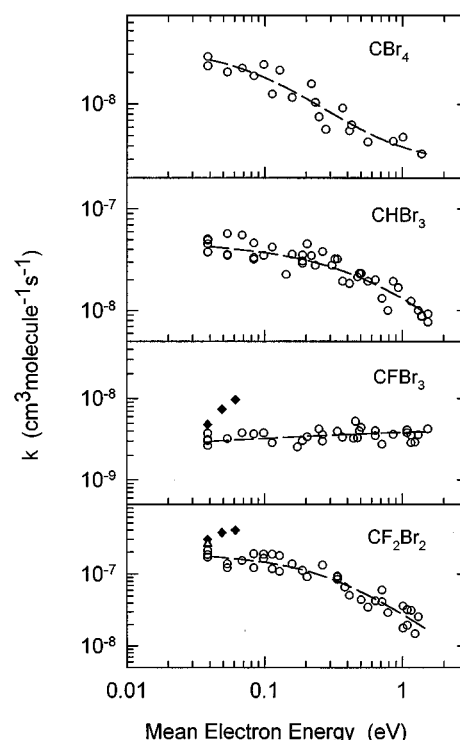 CBr₄
10⁻⁸
10⁻⁷
CHBr₃
10⁻⁸
k (cm³molecule⁻¹s⁻¹)
10⁻⁸
CFBr₃
10⁻⁹
CF₂Br₂
10⁻⁷
10⁻⁸
0.01 0.1 1
Mean Electron Energy (eV)